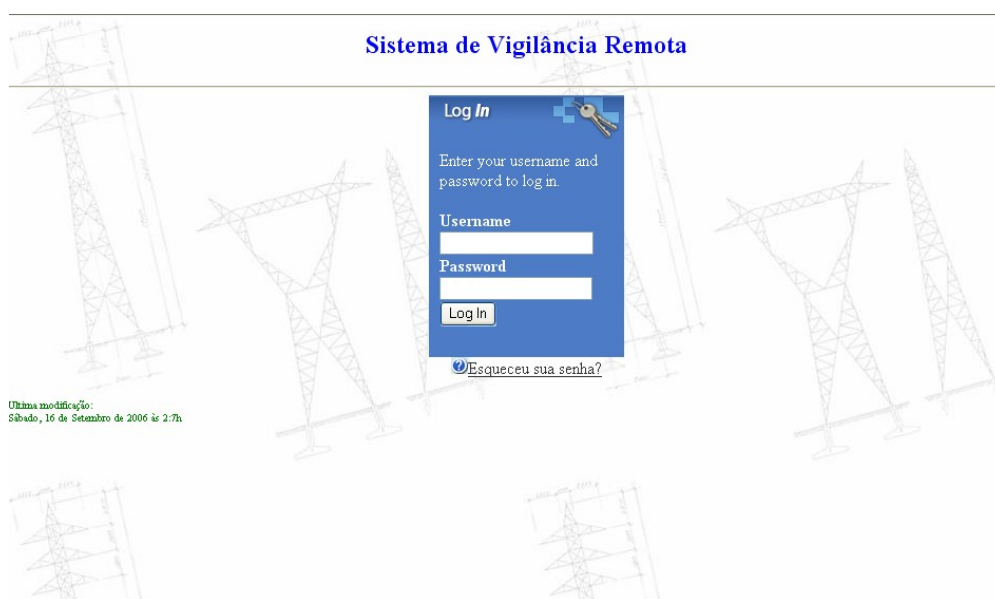 Sistema de Vigilância Remota
Log In
Enter your username and
password to log in.
Username
Password
Log In
Esqueceu sua senha?
Ultima modificação:
Sábado, 16 de Setembro de 2006 às 2:7h